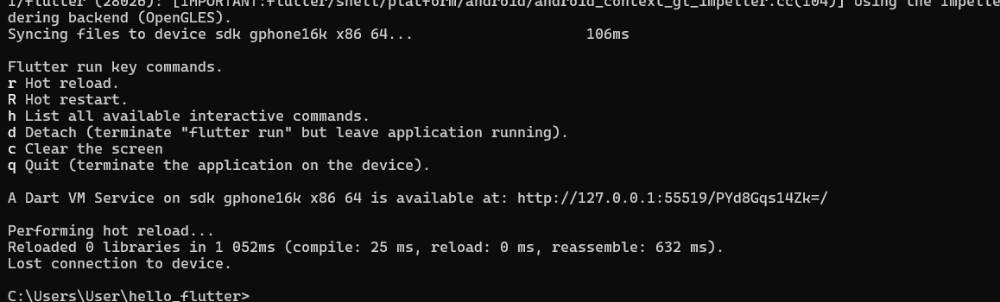 I/flutter (28026): [IMPORTANT:flutter/shell/platform/android/android_context_gl_impeller.cc(104)] Using the Impelle
dering backend (OpenGLES).
Syncing files to device sdk gphone16k x86 64... 106ms
Flutter run key commands.
r Hot reload.
R Hot restart.
h List all available interactive commands.
d Detach (terminate "flutter run" but leave application running).
c Clear the screen
q Quit (terminate the application on the device).
A Dart VM Service on sdk gphone16k x86 64 is available at: http://127.0.0.1:55519/PYd8Gqs14Zk=/
Performing hot reload...
Reloaded 0 libraries in 1 052ms (compile: 25 ms, reload: 0 ms, reassemble: 632 ms).
Lost connection to device.
C:\Users\User\hello_flutter>